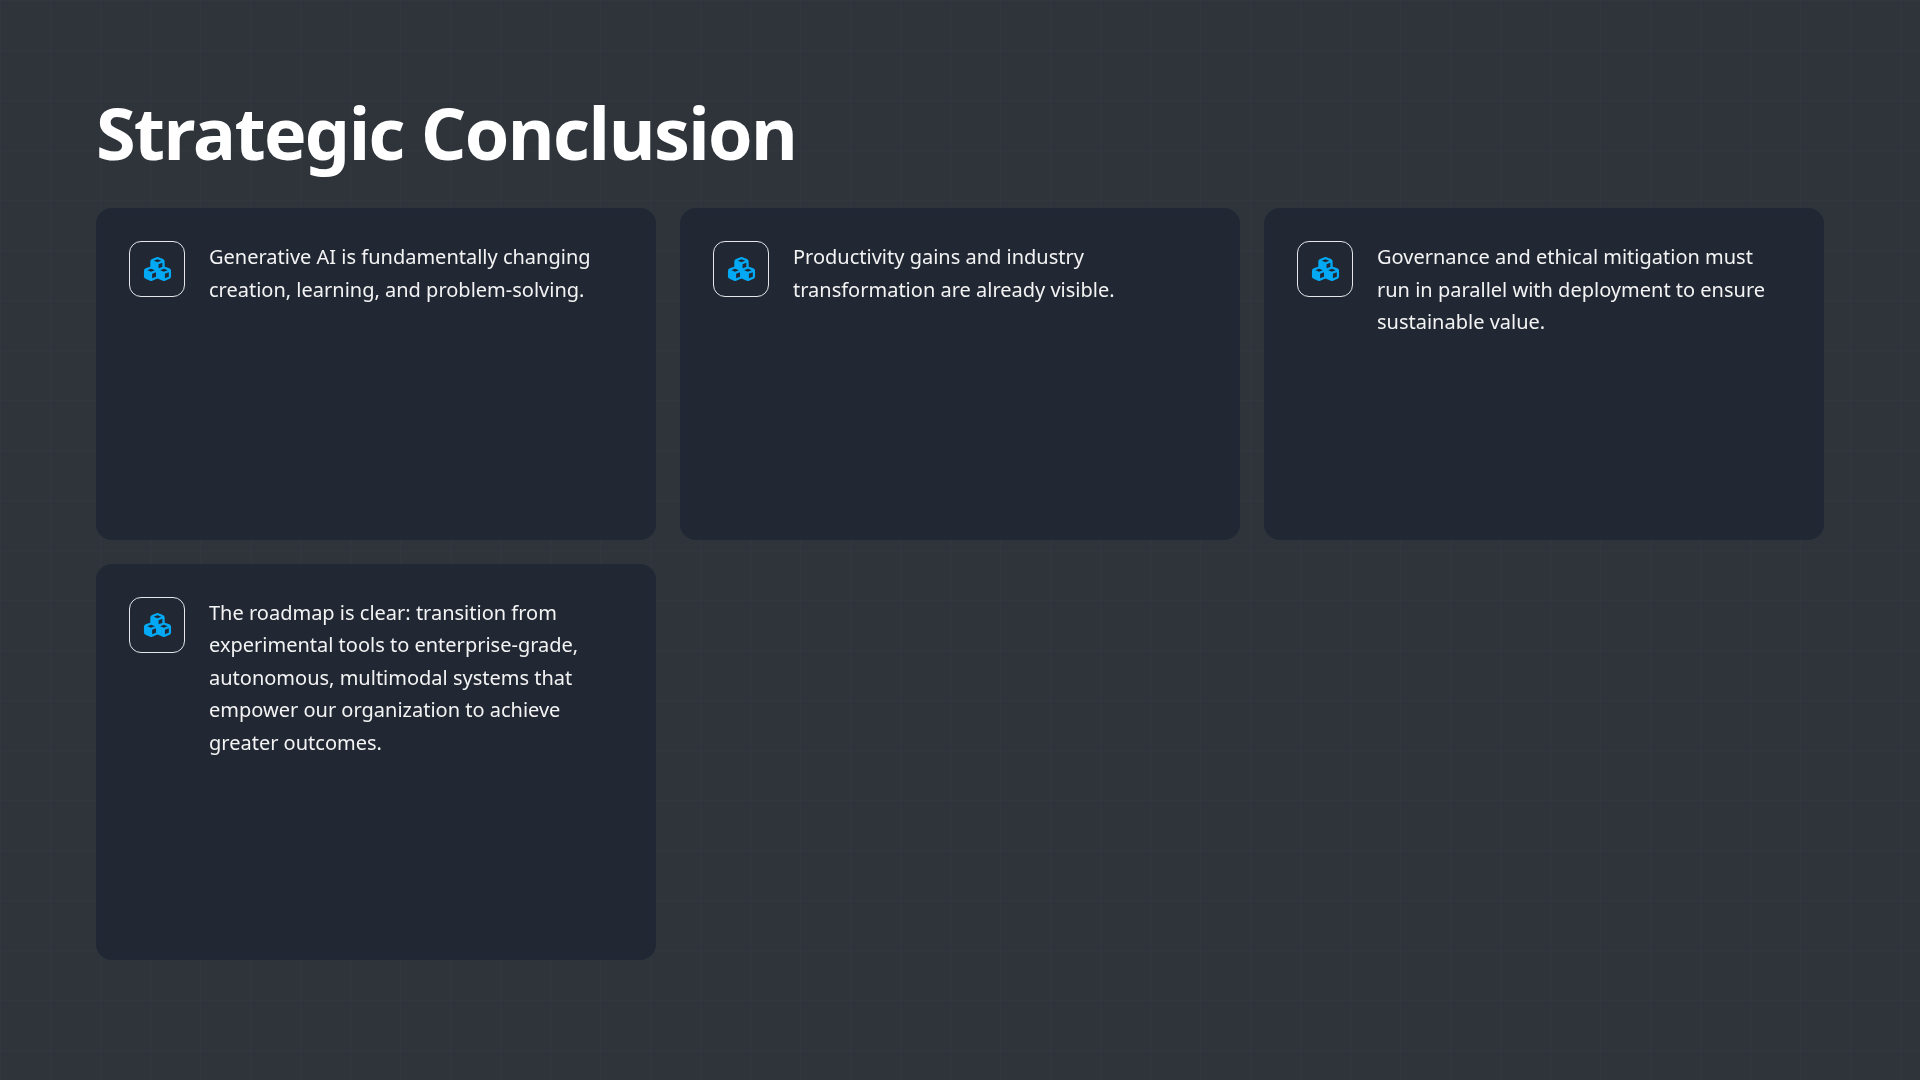 Strategic Conclusion
Generative AI is fundamentally changing
creation, learning, and problem-solving.
Productivity gains and industry
transformation are already visible.
Governance and ethical mitigation must
run in parallel with deployment to ensure
sustainable value.
The roadmap is clear: transition from
experimental tools to enterprise-grade,
autonomous, multimodal systems that
empower our organization to achieve
greater outcomes.